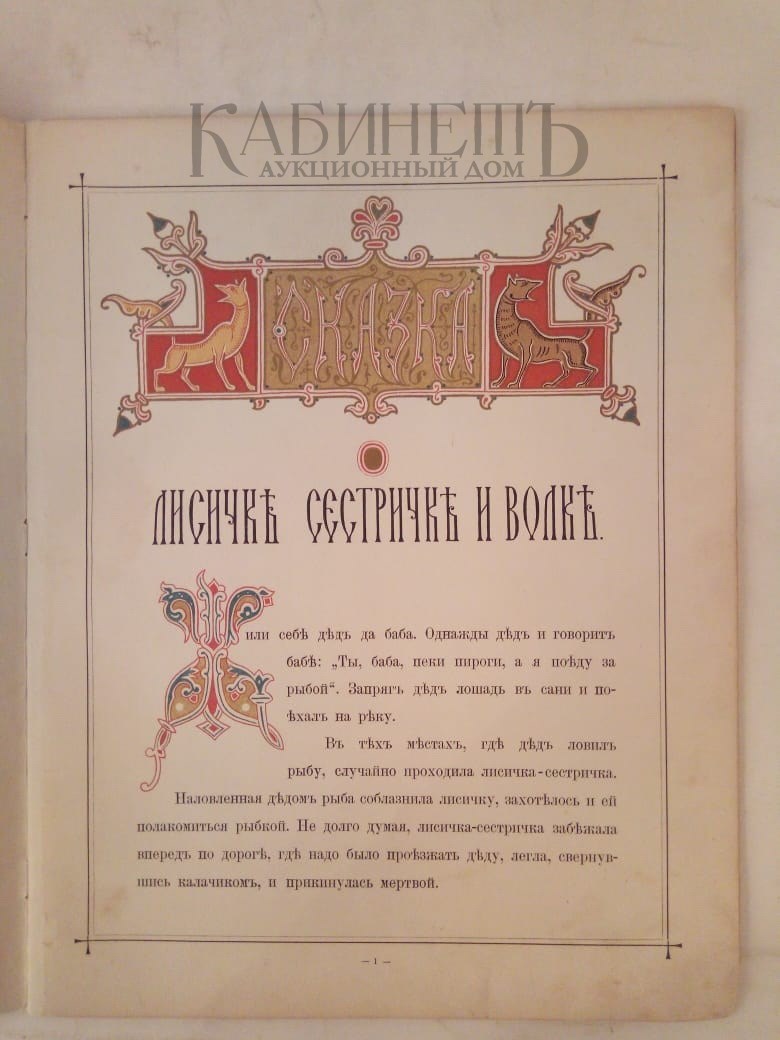 КАБИНЕТЪ
АУКЦИОННЫЙ ДОМ
СКАЗКА
О
ЛИСИЧКѢ СЕСТРИЧКѢ И ВОЛКѢ.
Жили себѣ дѣдъ да баба. Однажды дѣдъ и говоритъ
бабѣ: „Ты, баба, пеки пироги, а я поѣду за
рыбой“. Запрягъ дѣдъ лошадь въ сани и по-
ѣхалъ на рѣку.
Въ тѣхъ мѣстахъ, гдѣ дѣдъ ловилъ
рыбу, случайно проходила лисичка-сестричка.
Наловленная дѣдомъ рыба соблазнила лисичку, захотѣлось и ей
полакомиться рыбкой. Не долго думая, лисичка-сестричка забѣжала
впередъ по дорогѣ, гдѣ надо было проѣзжать дѣду, легла, свернув-
шись калачикомъ, и прикинулась мертвой.
— 1 —